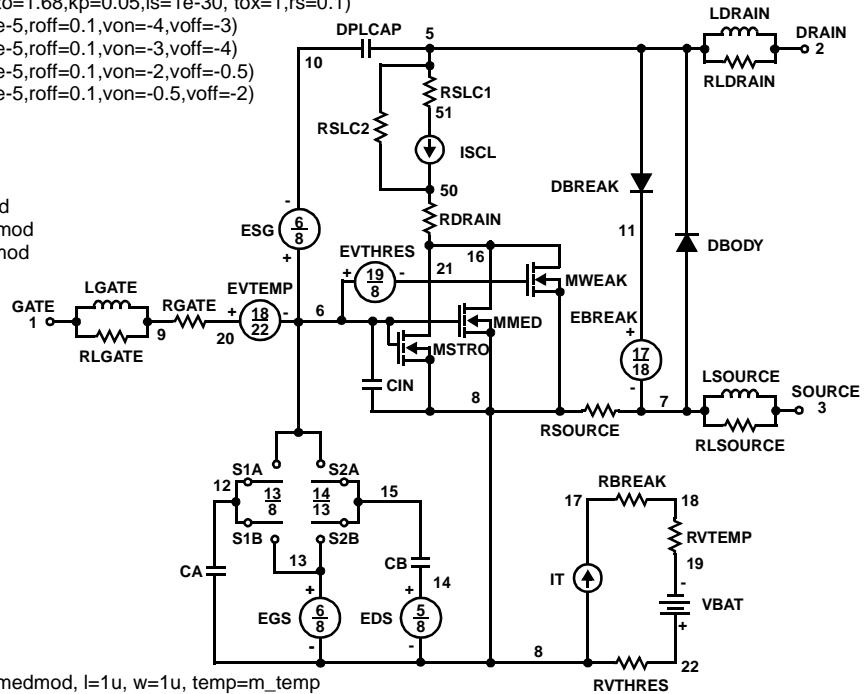 to=1.68,kp=0.05,is=1e-30, tox=1,rs=0.1)
e-5,roff=0.1,von=-4,voff=-3)
e-5,roff=0.1,von=-3,voff=-4)
e-5,roff=0.1,von=-2,voff=-0.5)
e-5,roff=0.1,von=-0.5,voff=-2)
d
mod
mod
LDRAIN
DPLCAP 5 DRAIN
10 2
RSLC1 RLDRAIN
51
RSLC2
ISCL
50
DBREAK
RDRAIN
ESG 6/8
11
DBODY
EVTHRES 16
+ 19/8 - 21
MWEAK
LGATE EVTEMP
GATE RGATE + 18/22 - 6 EBREAK
1 MMED
9 20 MSTRO
RLGATE 17/18
LSOURCE
CIN SOURCE
8 7 3
RSOURCE
RLSOURCE
S1A S2A
12 13/8 14/13 15
RBREAK
17 18
S1B S2B
RVTEMP
13 CB 19
CA 14 IT
VBAT
EGS 6/8 EDS 5/8
8 22
RVTHRES
medmod, l=1u, w=1u, temp=m_temp